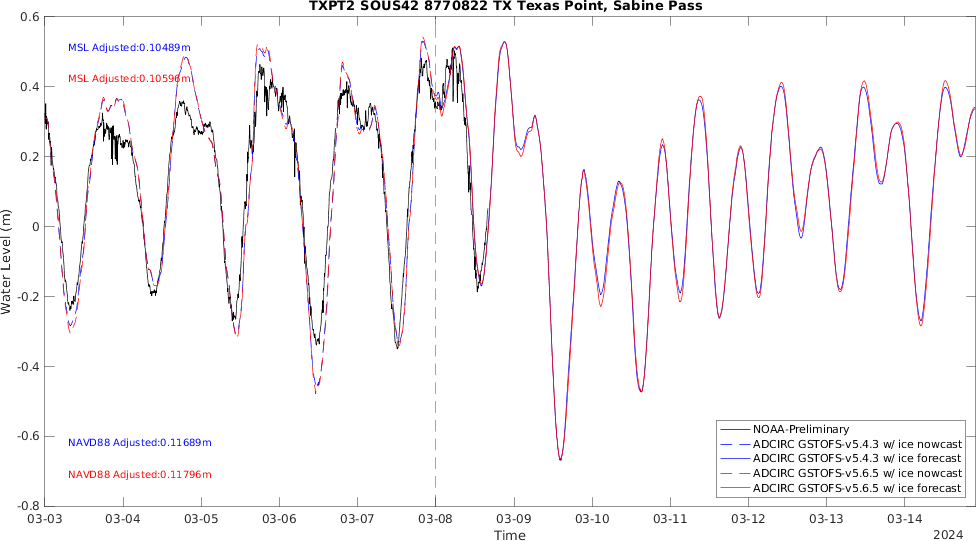 TXPT2 SOUS42 8770822 TX Texas Point, Sabine Pass
0.6
MSL Adjusted:0.10489m
MSL Adjusted:0.10596m
0.4
0.2
0
-0.2
-0.4
-0.6
-0.8
Water Level (m)
NAVD88 Adjusted:0.11689m
NAVD88 Adjusted:0.11796m
NOAA-Preliminary
ADCIRC GSTOFS-v5.4.3 w/ ice nowcast
ADCIRC GSTOFS-v5.4.3 w/ ice forecast
ADCIRC GSTOFS-v5.6.5 w/ ice nowcast
ADCIRC GSTOFS-v5.6.5 w/ ice forecast
03-03 03-04 03-05 03-06 03-07 03-08 03-09 03-10 03-11 03-12 03-13 03-14
Time
2024